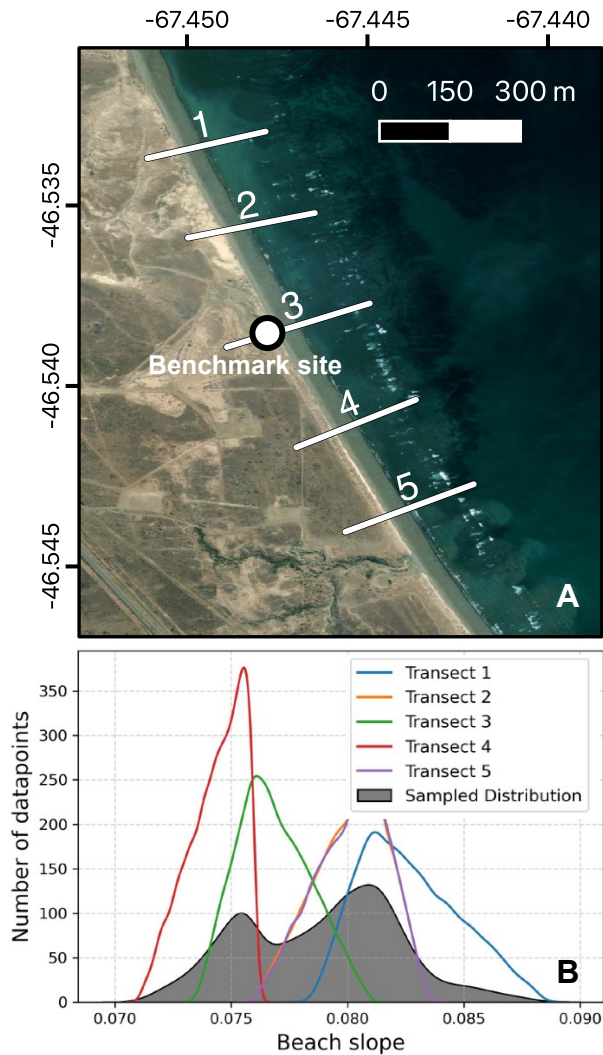 -67.450 -67.445 -67.440
0 150 300 m
1
-46.535
2
3
Benchmark site
-46.540
4
5
-46.545
A
Transect 1
Transect 2
Transect 3
Transect 4
Transect 5
Sampled Distribution
350
300
250
200
150
100
50
0
Number of datapoints
B
0.070 0.075 0.080 0.085 0.090
Beach slope